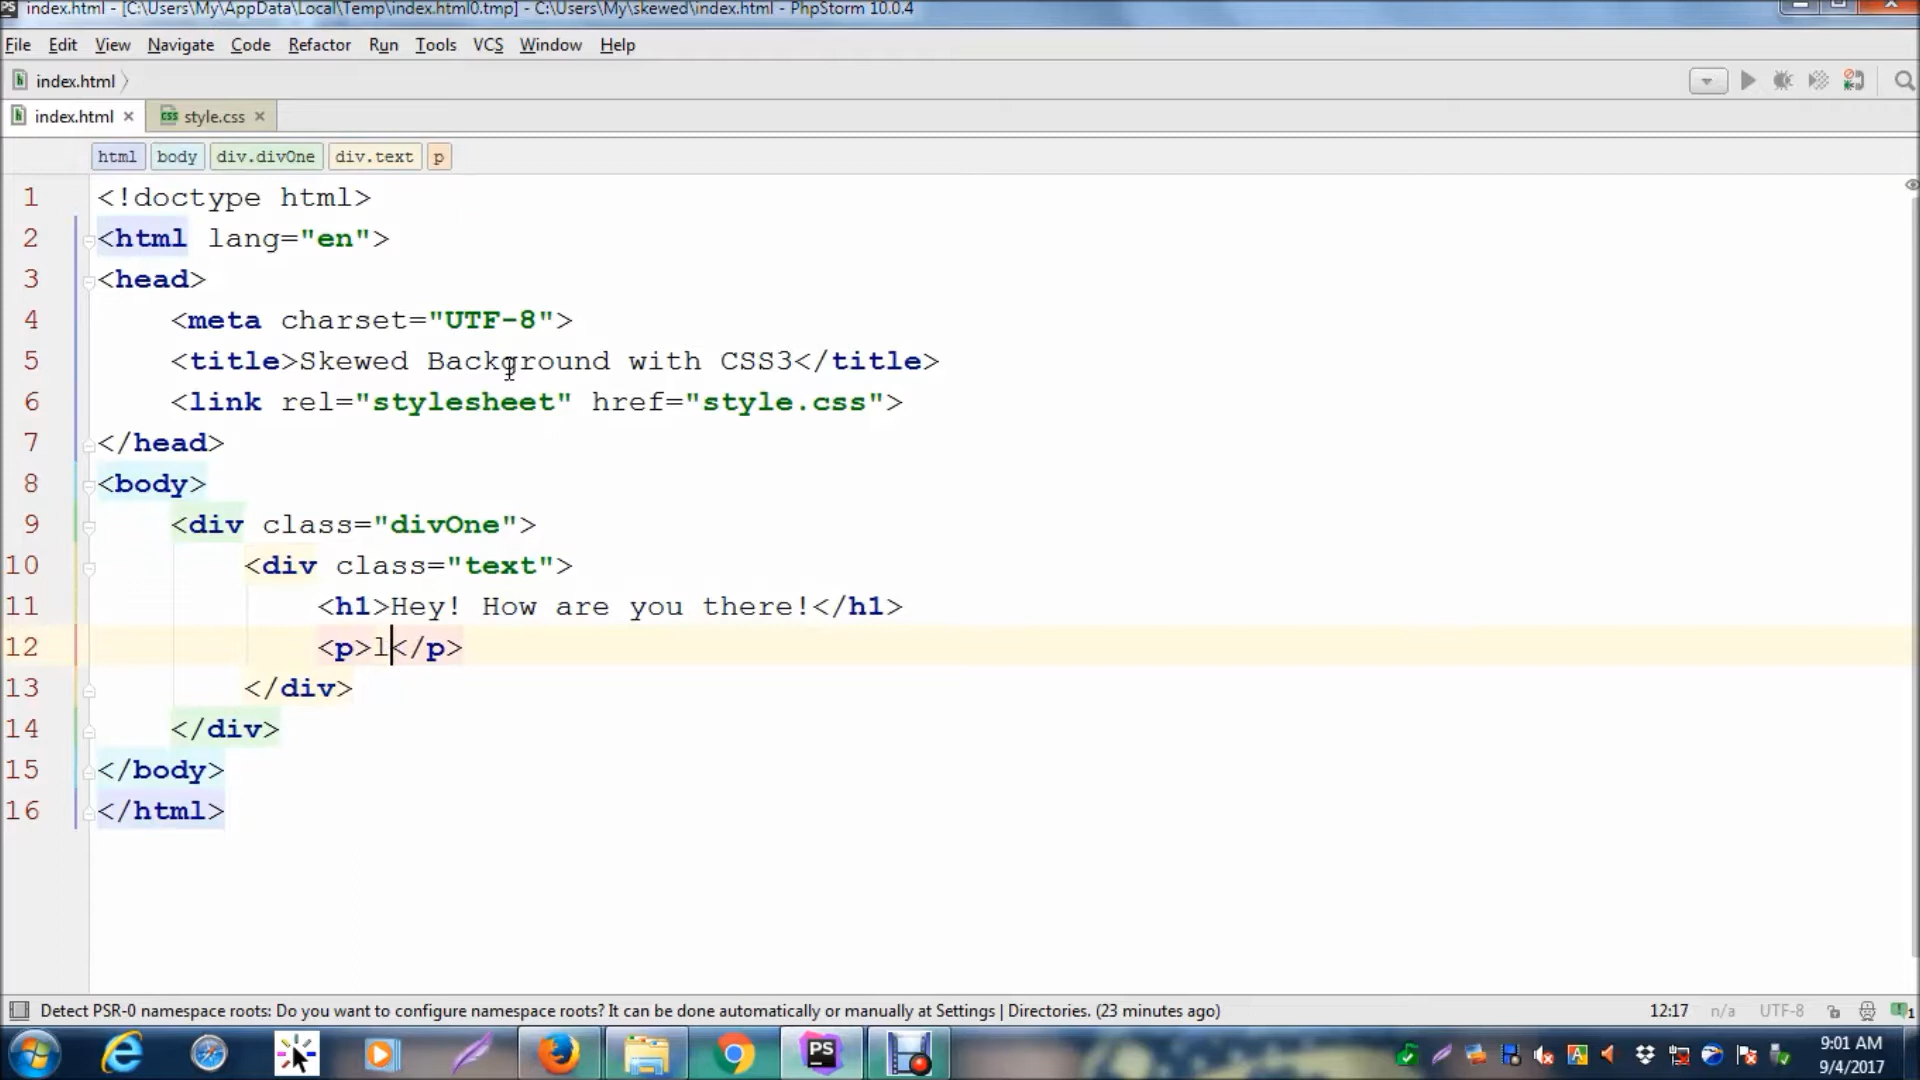 index.html - [C:\Users\My\AppData\Local\Temp\index.html0.tmp] - C:\Users\My\skewed\index.html - PhpStorm 10.0.4
File Edit View Navigate Code Refactor Run Tools VCS Window Help
index.html
index.html style.css
html body div.divOne div.text p
1 <!doctype html>
2 <html lang="en">
3 <head>
4 <meta charset="UTF-8">
5 <title>Skewed Background with CSS3</title>
6 <link rel="stylesheet" href="style.css">
7 </head>
8 <body>
9 <div class="divOne">
10 <div class="text">
11 <h1>Hey! How are you there!</h1>
12 <p>l</p>
13 </div>
14 </div>
15 </body>
16 </html>
Detect PSR-0 namespace roots: Do you want to configure namespace roots? It can be done automatically or manually at Settings | Directories. (23 minutes ago) 12:17 n/a UTF-8 1
PS 9:01 AM
9/4/2017